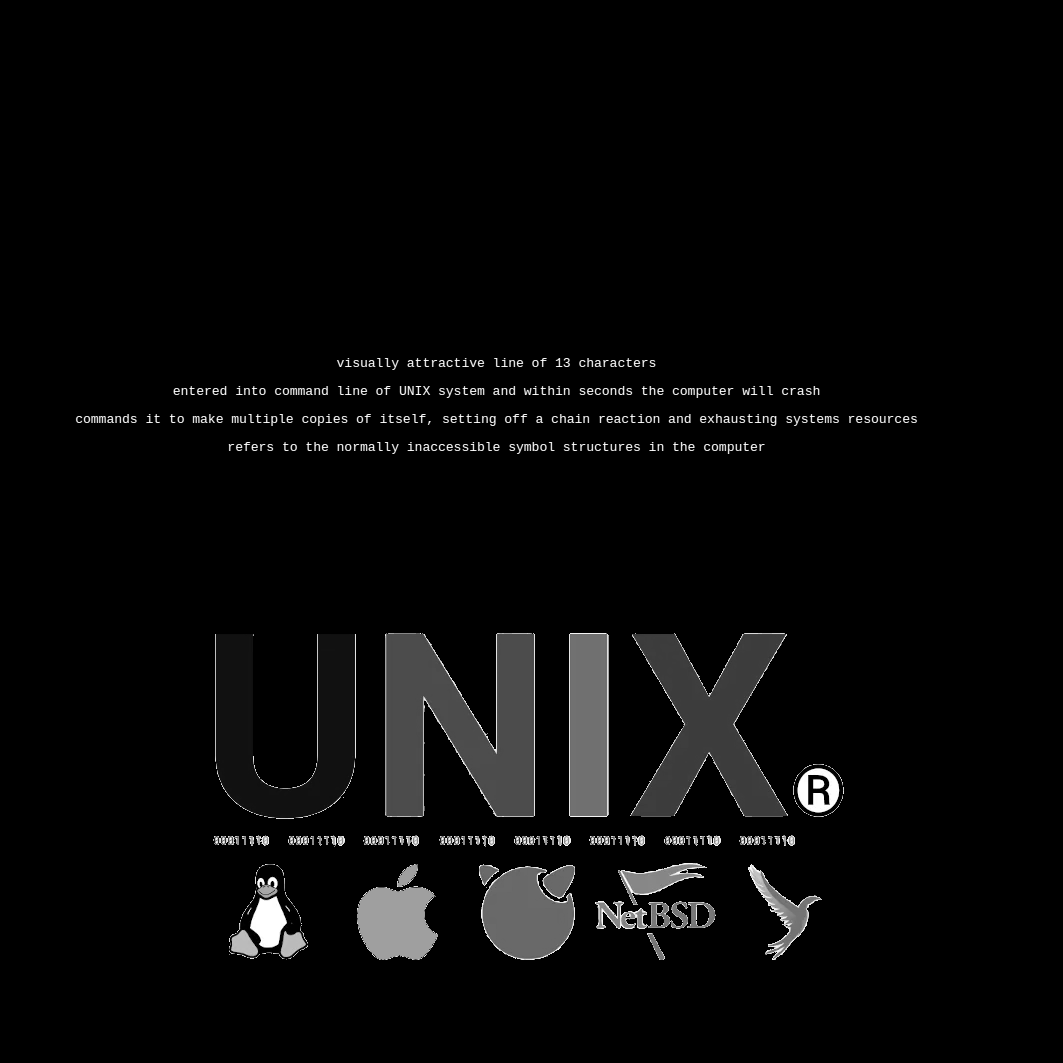 visually attractive line of 13 characters
entered into command line of UNIX system and within seconds the computer will crash
commands it to make multiple copies of itself, setting off a chain reaction and exhausting systems resources
refers to the normally inaccessible symbol structures in the computer
UNIX®
NetBSD